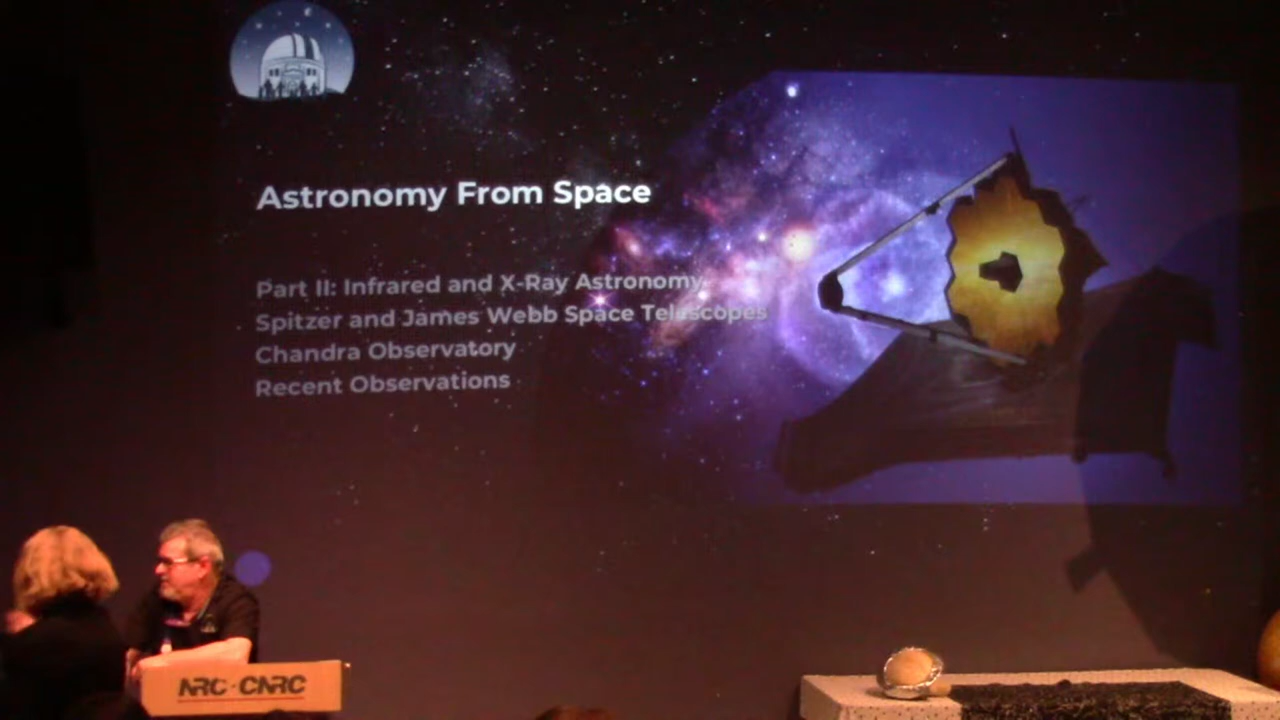 Astronomy From Space
Part II: Infrared and X-Ray Astronomy
Spitzer and James Webb Space Telescopes
Chandra Observatory
Recent Observations
NRC·CNRC